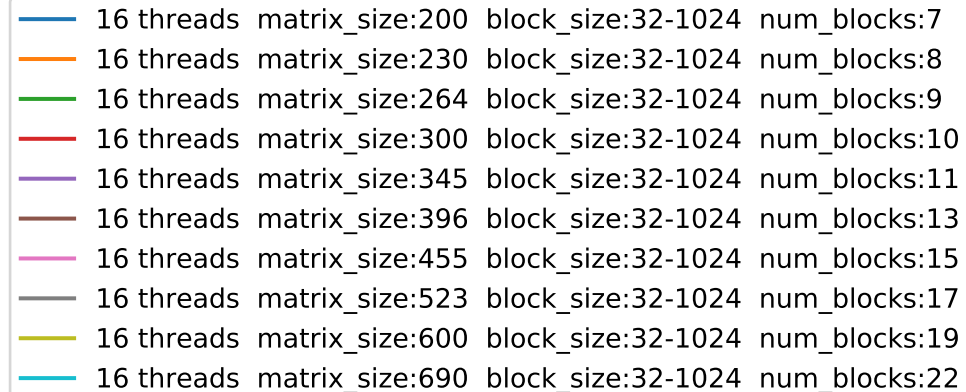 16 threads  matrix_size:200  block_size:32-1024  num_blocks:7
16 threads  matrix_size:230  block_size:32-1024  num_blocks:8
16 threads  matrix_size:264  block_size:32-1024  num_blocks:9
16 threads  matrix_size:300  block_size:32-1024  num_blocks:10
16 threads  matrix_size:345  block_size:32-1024  num_blocks:11
16 threads  matrix_size:396  block_size:32-1024  num_blocks:13
16 threads  matrix_size:455  block_size:32-1024  num_blocks:15
16 threads  matrix_size:523  block_size:32-1024  num_blocks:17
16 threads  matrix_size:600  block_size:32-1024  num_blocks:19
16 threads  matrix_size:690  block_size:32-1024  num_blocks:22